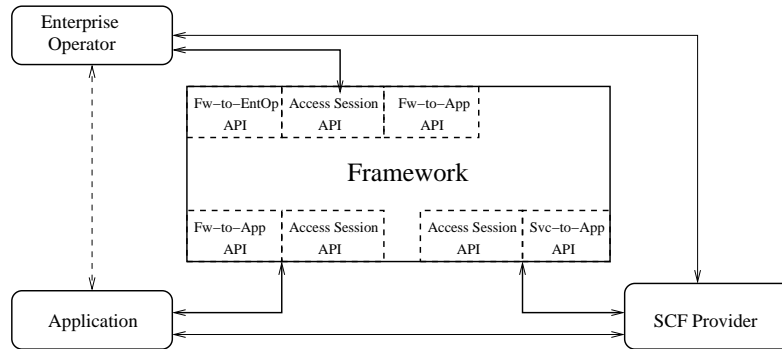 Enterprise
Operator
Fw-to-EntOp
API
Access Session
API
Fw-to-App
API
Framework
Fw-to-App
API
Access Session
API
Access Session
API
Svc-to-App
API
Application
SCF Provider